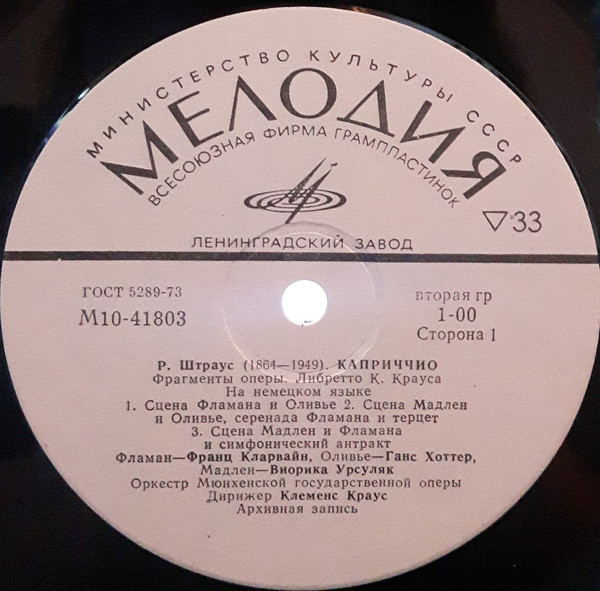 МИНИСТЕРСТВО КУЛЬТУРЫ СССР
МЕЛОДИЯ
ВСЕСОЮЗНАЯ ФИРМА ГРАМПЛАСТИНОК
▽33
ЛЕНИНГРАДСКИЙ ЗАВОД
ГОСТ 5289-73
М10-41803
вторая гр
1-00
Сторона 1
Р. Штраус (1864—1949). КАПРИЧЧИО
Фрагменты оперы. Либретто К. Крауса
На немецком языке
1. Сцена Фламана и Оливье 2. Сцена Мадлен
и Оливье, серенада Фламана и терцет
3. Сцена Мадлен и Фламана
и симфонический антракт
Фламан—Франц Кларвайн, Оливье—Ганс Хоттер,
Мадлен—Виорика Урсуляк
Оркестр Мюнхенской государственной оперы
Дирижер Клеменс Краус
Архивная запись